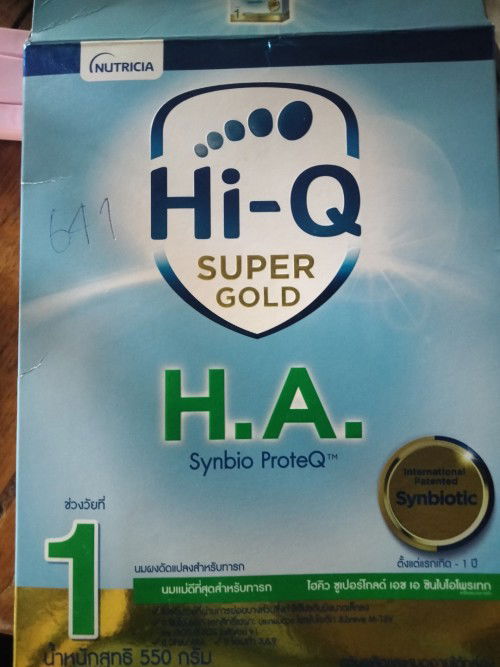 1
NUTRICIA
Hi-Q
SUPER
GOLD
641
H.A.
Synbio ProteQ™
International
Patented
Synbiotic
ช่วงวัยที่
1
นมผงดัดแปลงสำหรับทารก
ตั้งแต่แรกเกิด - 1 ปี
นมแม่ดีที่สุดสำหรับทารก
ไฮคิว ซูเปอร์โกลด์ เอช เอ ซินไบโอโพรเทก
น้ำหนักสุทธิ 550 กรัม